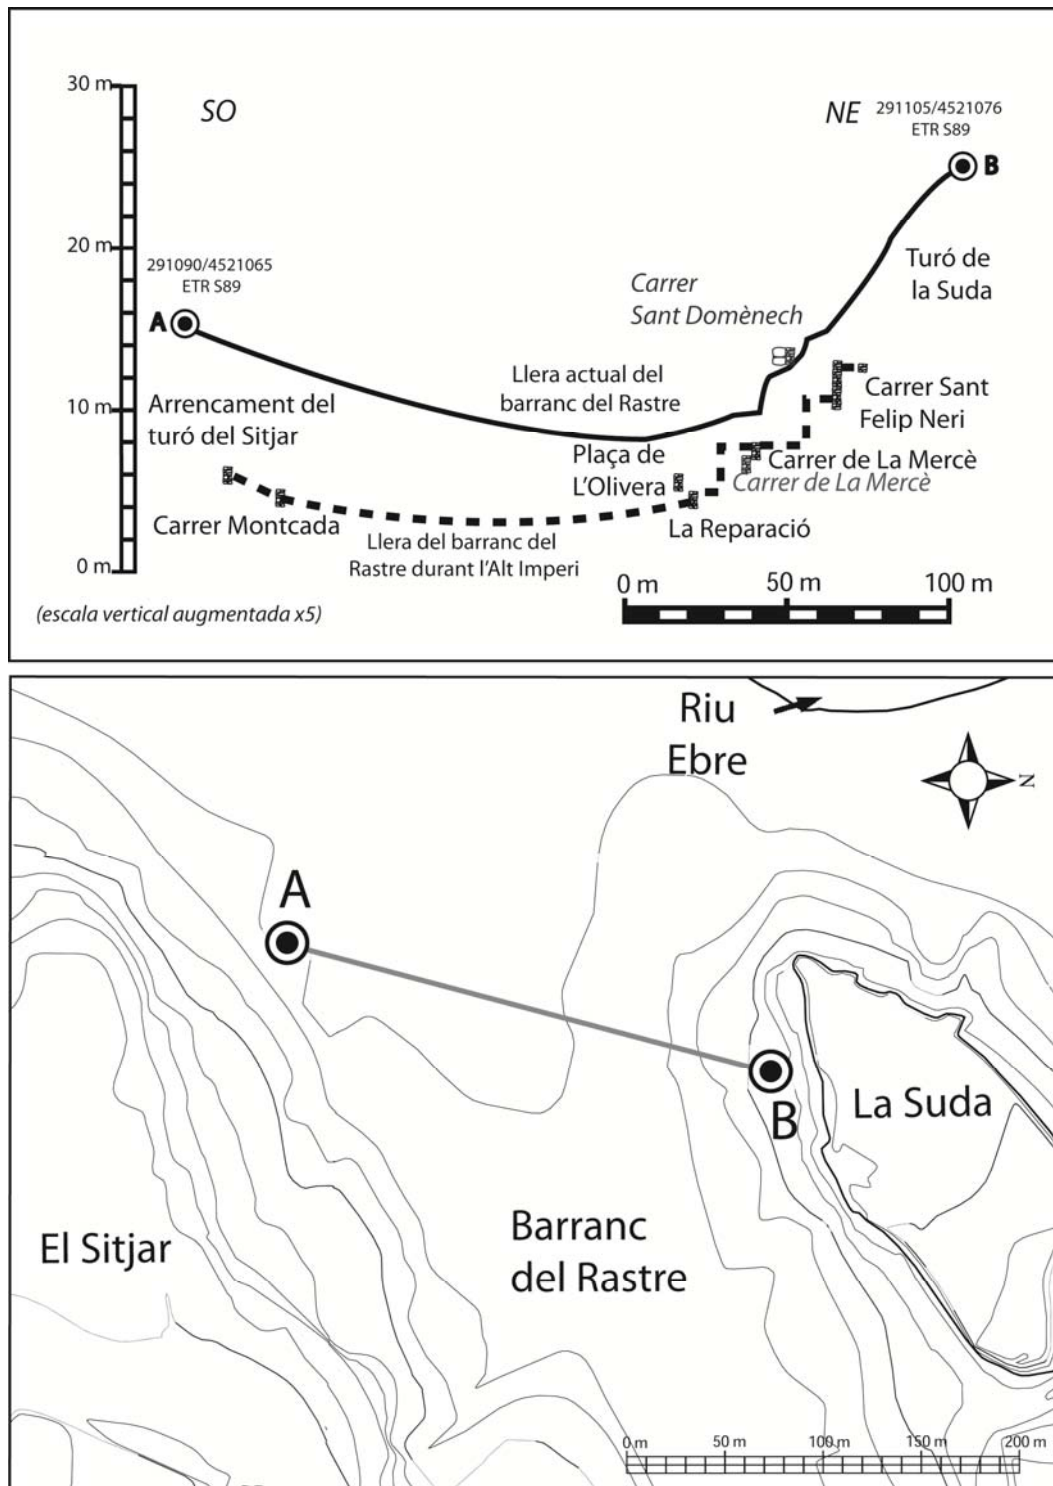 30 m
SO
NE
291105/4521076
ETR S89
B
20 m
291090/4521065
ETR S89
A
Turó de
la Suda
Carrer
Sant Domènech
Llera actual del
barranc del Rastre
10 m
Arrencament del
turó del Sitjar
Carrer Sant
Felip Neri
Plaça de
L'Olivera
Carrer de La Mercè
Carrer de La Mercè
Carrer Montcada
La Reparació
Llera del barranc del
Rastre durant l'Alt Imperi
0 m
(escala vertical augmentada x5)
0 m 50 m 100 m
Riu
Ebre
N
A
B
La Suda
El Sitjar
Barranc
del Rastre
0 m 50 m 100 m 150 m 200 m